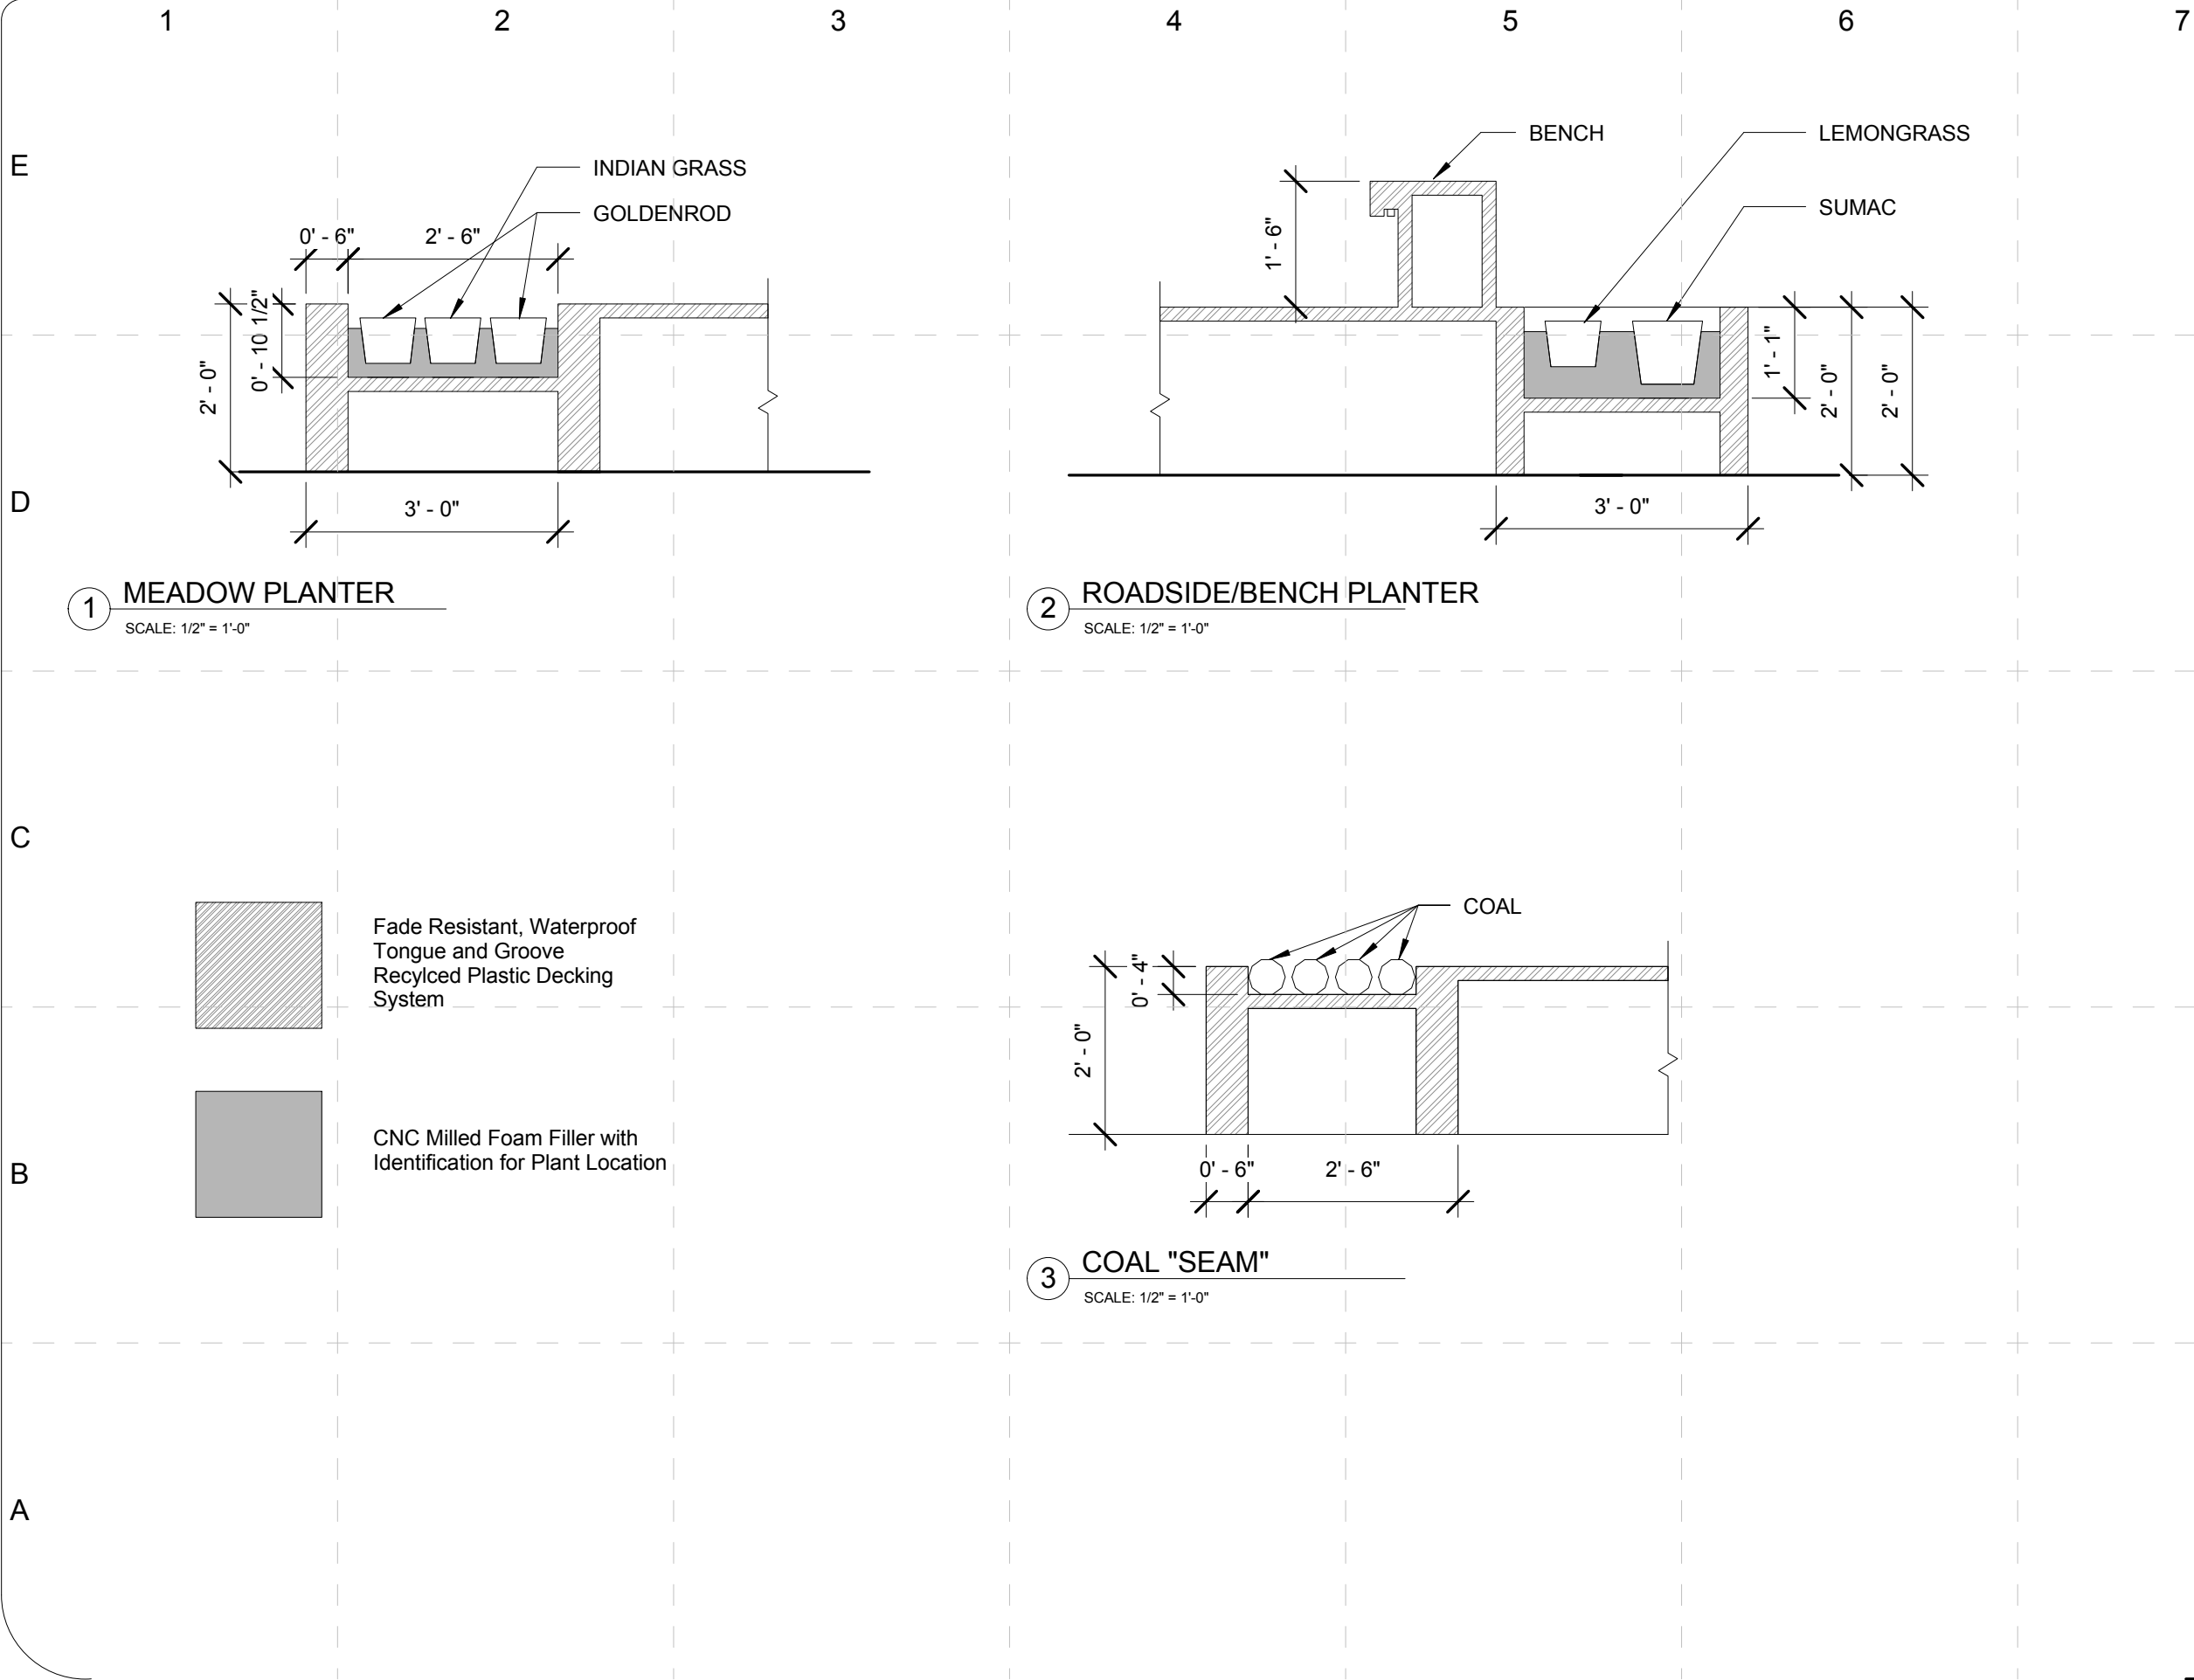 1 2 3 4 5 6 7
E
BENCH
LEMONGRASS
INDIAN GRASS
GOLDENROD
SUMAC
0' - 6"
2' - 6"
1' - 6"
0' - 10 1/2"
2' - 0"
1' - 1"
2' - 0"
2' - 0"
D
3' - 0"
3' - 0"
1
MEADOW PLANTER
SCALE: 1/2" = 1'-0"
2
ROADSIDE/BENCH PLANTER
SCALE: 1/2" = 1'-0"
C
Fade Resistant, Waterproof
Tongue and Groove
Recylced Plastic Decking
System
COAL
0' - 4"
2' - 0"
B
CNC Milled Foam Filler with
Identification for Plant Location
0' - 6"
2' - 6"
3
COAL "SEAM"
SCALE: 1/2" = 1'-0"
A